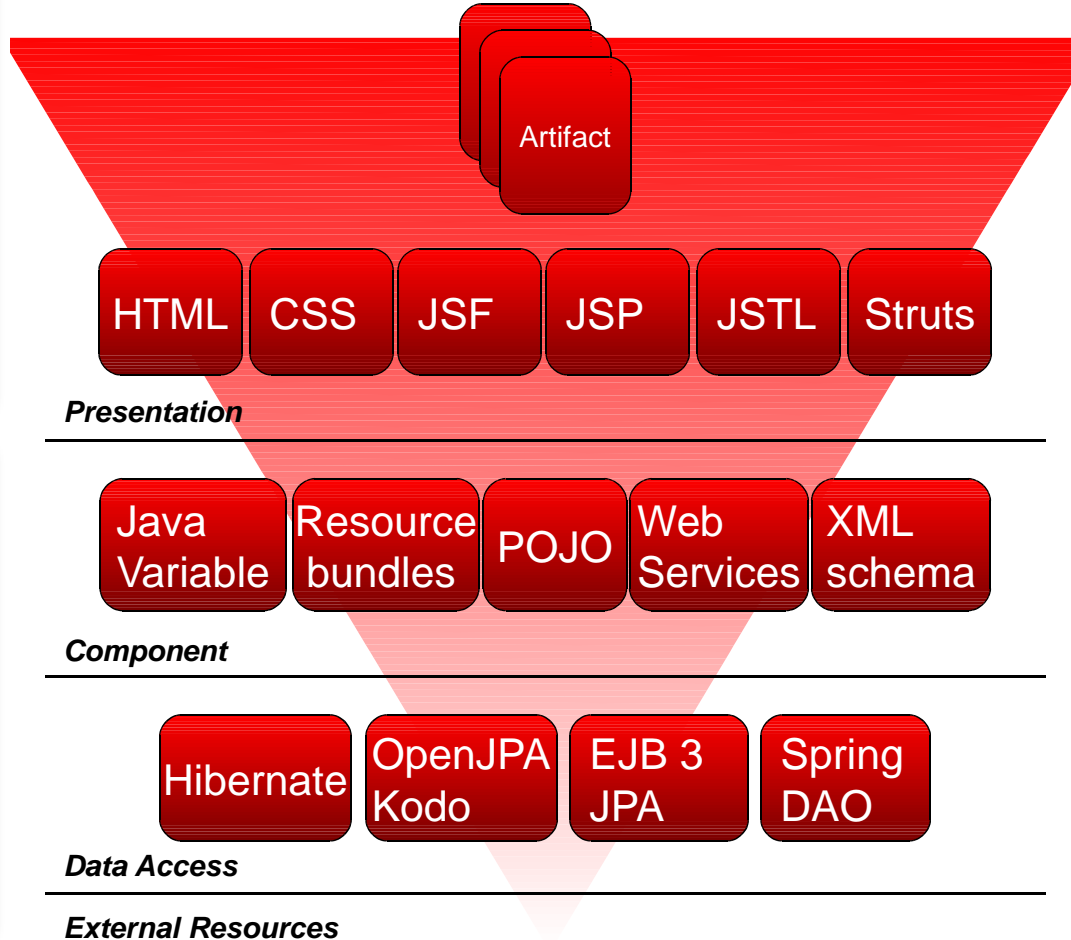 Artifact
HTML CSS JSF JSP JSTL Struts
Presentation
Java
Variable
Resource
bundles
POJO
Web
Services
XML
schema
Component
Hibernate
OpenJPA
Kodo
EJB 3
JPA
Spring
DAO
Data Access
External Resources